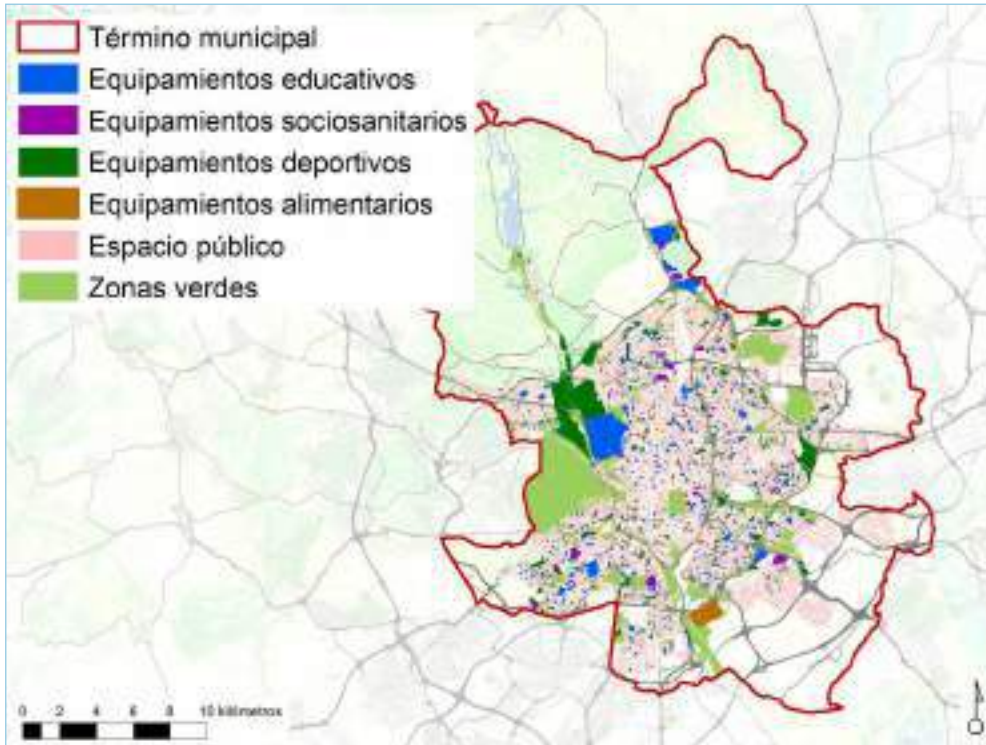 Término municipal
Equipamientos educativos
Equipamientos sociosanitarios
Equipamientos deportivos
Equipamientos alimentarios
Espacio público
Zonas verdes
0 2 4 6 8 10 kilómetros